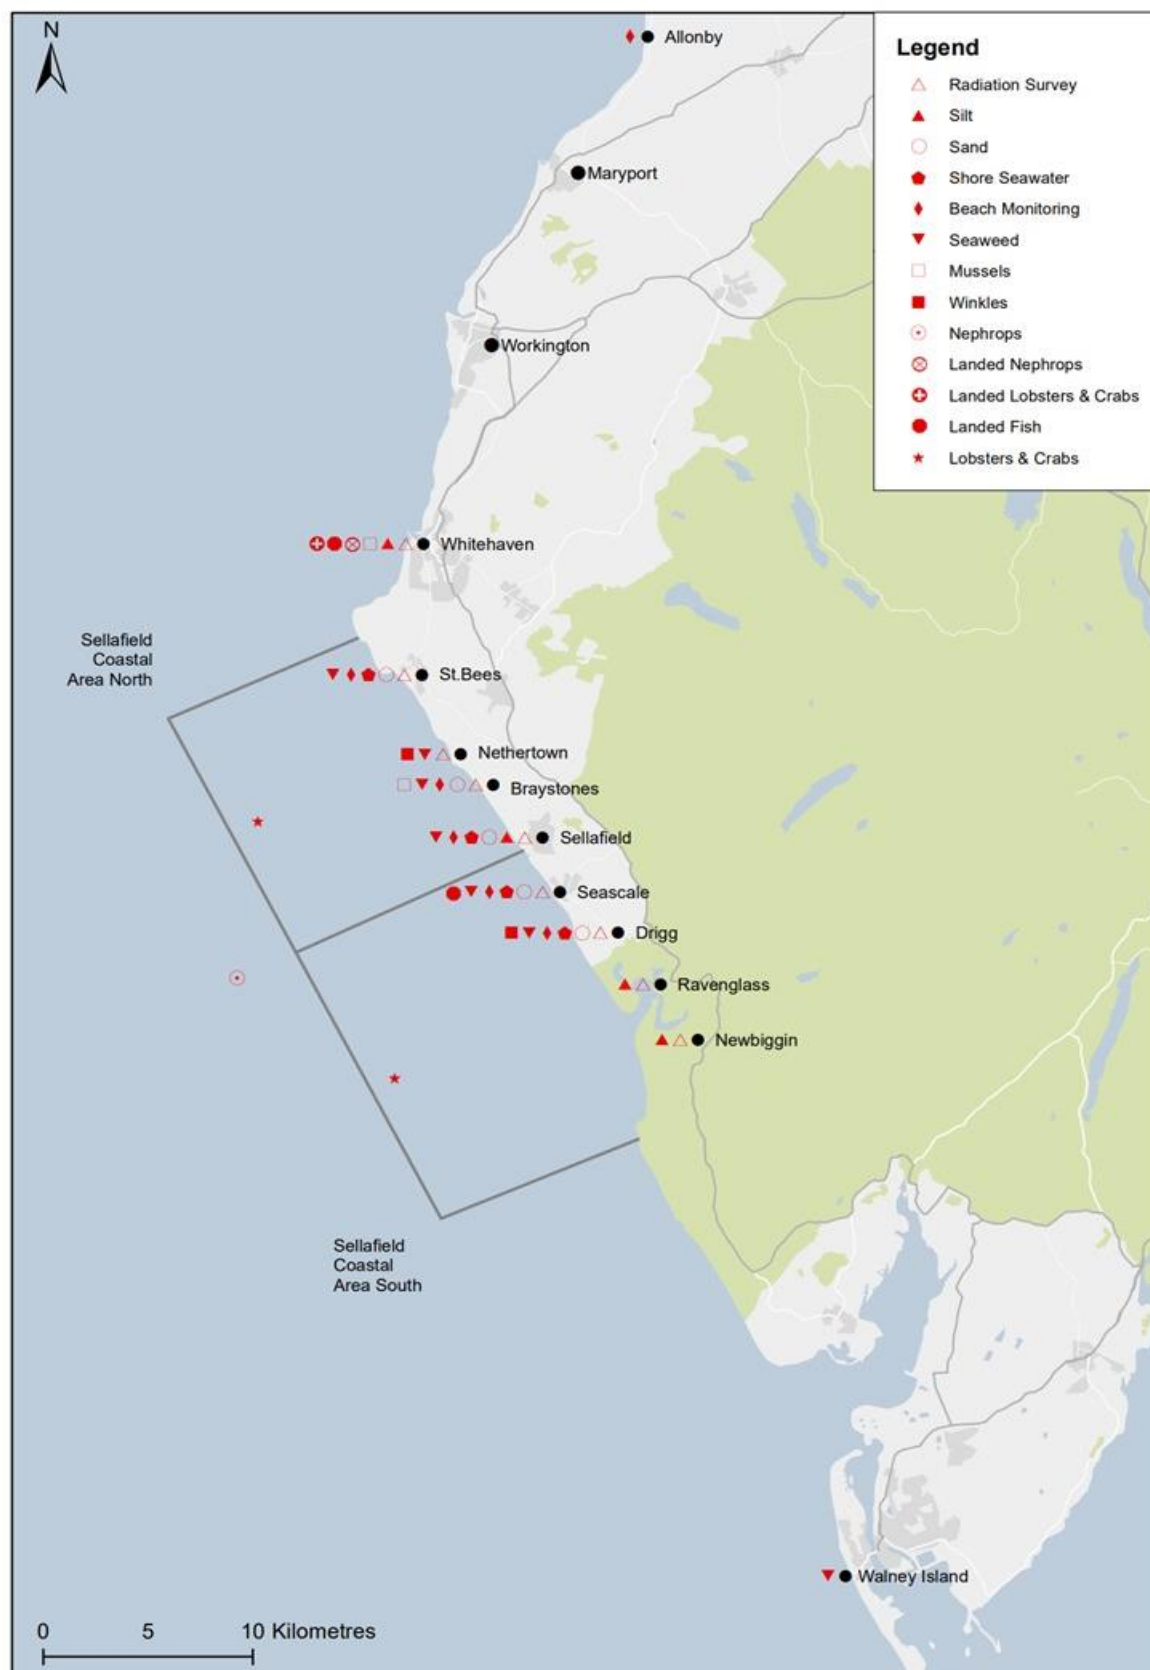 N
Allonby
Maryport
Workington
Whitehaven
Sellafield
Coastal
Area North
St.Bees
Nethertown
Braystones
Sellafield
Seascale
Drigg
Ravenglass
Newbiggin
Sellafield
Coastal
Area South
Walney Island
0 5 10 Kilometres
Legend
Radiation Survey
Silt
Sand
Shore Seawater
Beach Monitoring
Seaweed
Mussels
Winkles
Nephrops
Landed Nephrops
Landed Lobsters & Crabs
Landed Fish
Lobsters & Crabs